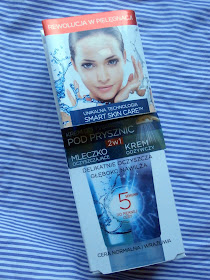 REWOLUCJA W PIELĘGNACJI
UNIKALNA TECHNOLOGIA
SMART SKIN CARE
POD PRYSZNIC
2w1
MLECZKO
OCZYSZCZAJĄCE
KREM
ODŻYWCZY
DELIKATNIE OCZYSZCZA
GŁĘBOKO NAWILŻA
5
CERA NORMALNA I WRAŻLIWA